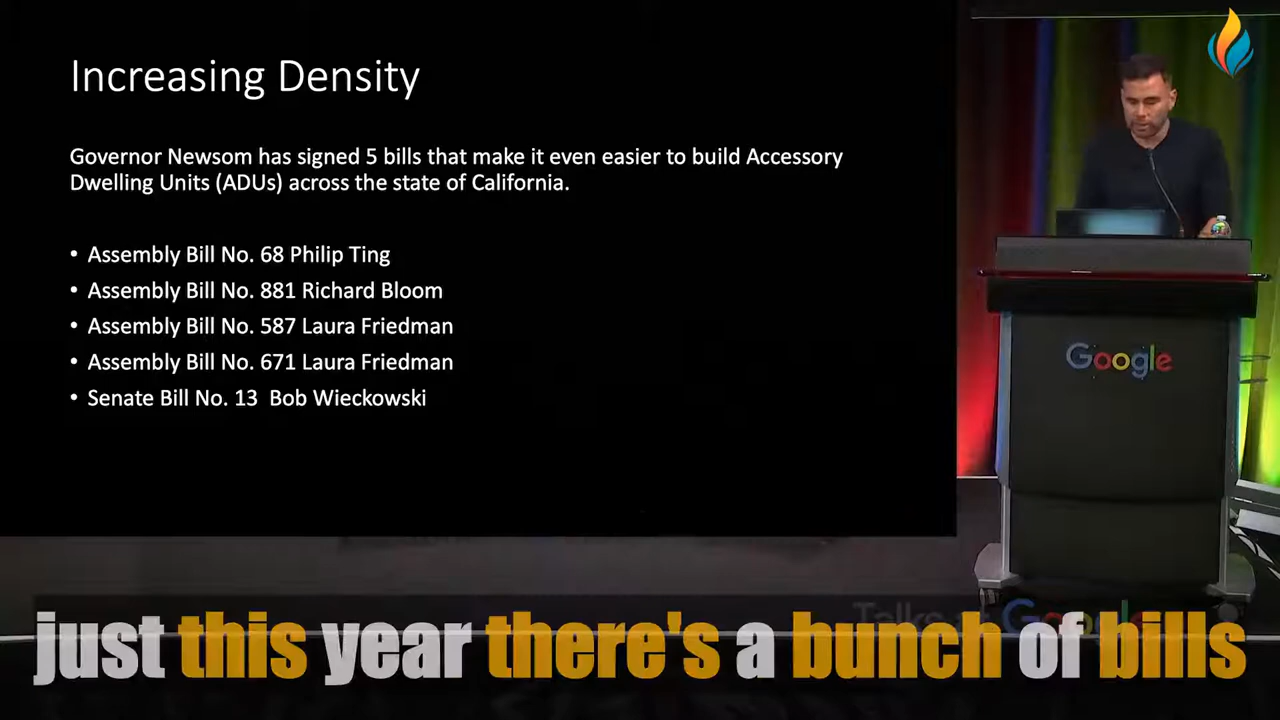 Increasing Density
Governor Newsom has signed 5 bills that make it even easier to build Accessory
Dwelling Units (ADUs) across the state of California.
• Assembly Bill No. 68 Philip Ting
• Assembly Bill No. 881 Richard Bloom
• Assembly Bill No. 587 Laura Friedman
• Assembly Bill No. 671 Laura Friedman
• Senate Bill No. 13  Bob Wieckowski
Google
Talks at Google
just this year there's a bunch of bills